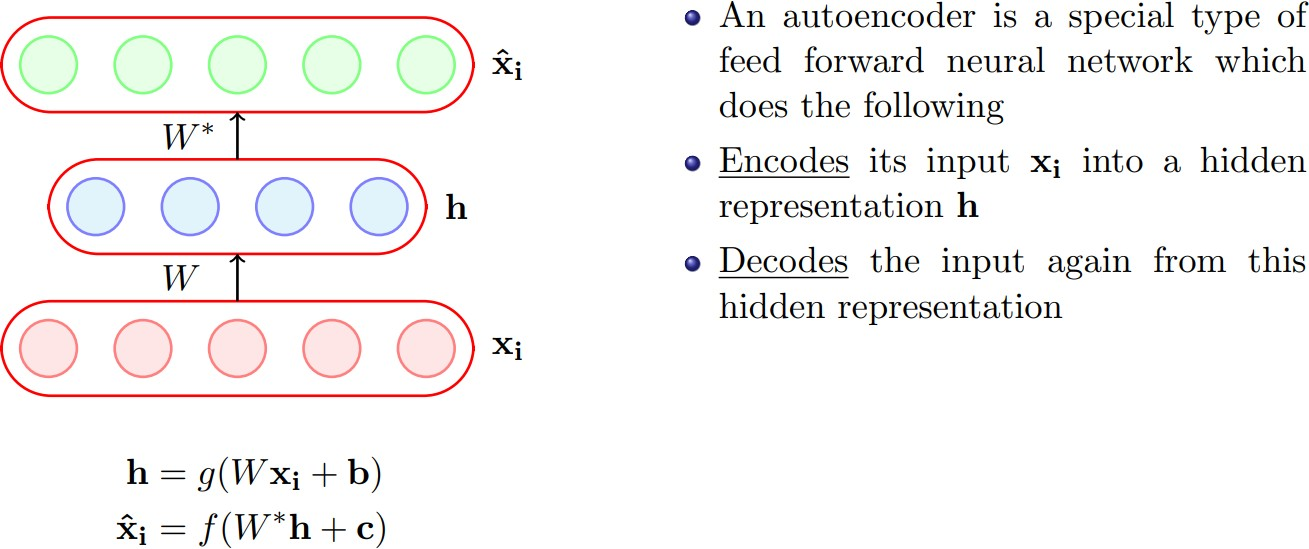 x̂ᵢ
W*
h
W
xᵢ
h = g(Wxᵢ + b)
x̂ᵢ = f(W*h + c)
An autoencoder is a special type of
feed forward neural network which
does the following
Encodes its input xᵢ into a hidden
representation h
Decodes the input again from this
hidden representation